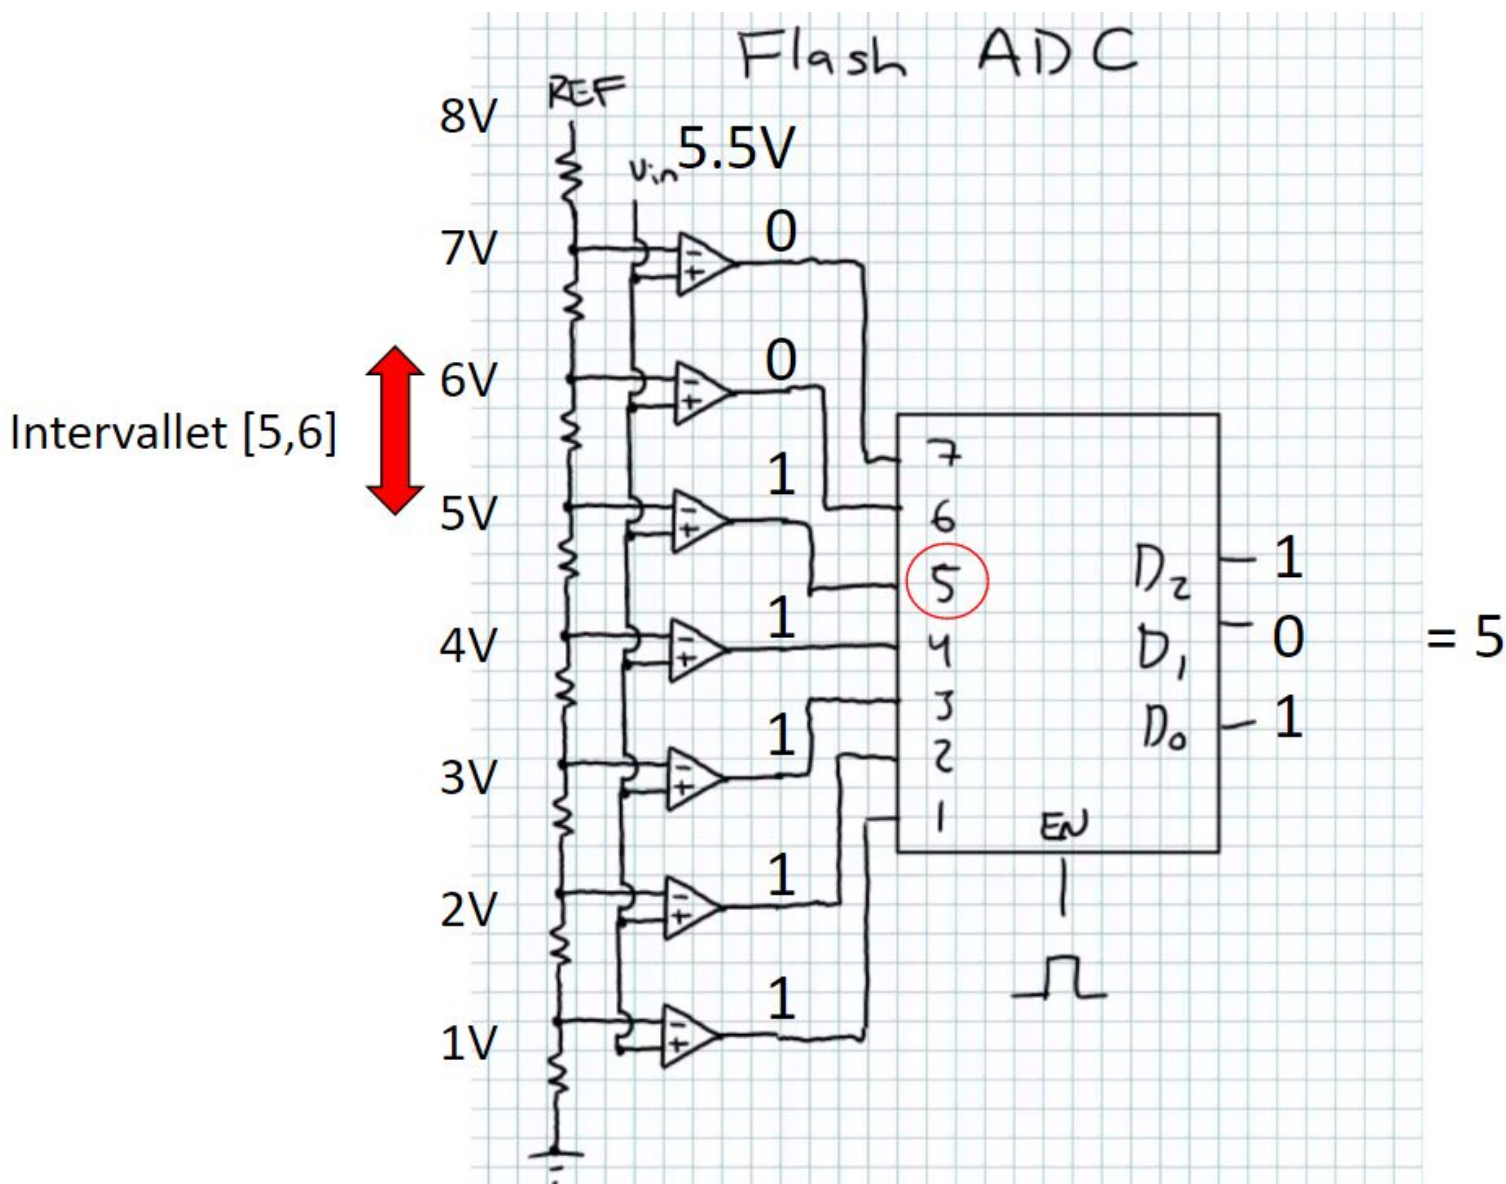 Flash ADC
REF
8V
Vin 5.5V
0
7V
- +
0
6V
- +
Intervallet [5,6]
1
5V
- +
1
4V
- +
1
3V
- +
1
2V
- +
1
1V
- +
7
6
5
4
3
2
1
D2 1
D1 0
D0 1
= 5
EN